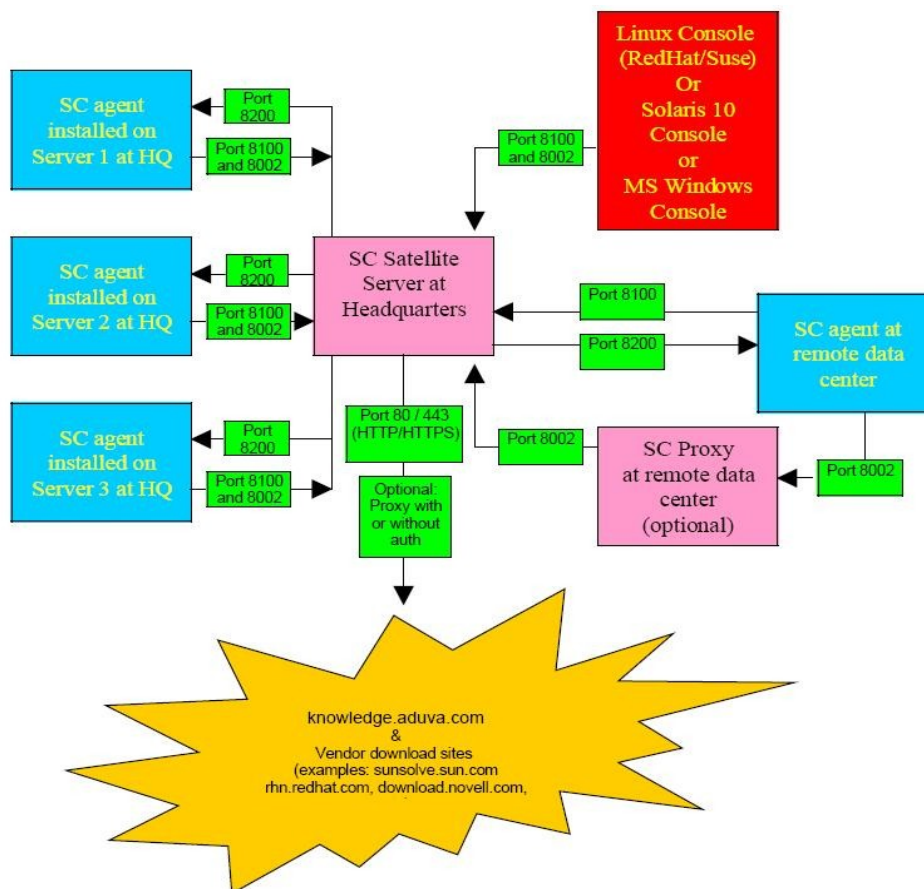 Linux Console
(RedHat/Suse)
Or
Solaris 10
Console
or
MS Windows
Console
SC agent
installed on
Server 1 at HQ
Port
8200
Port 8100
and 8002
Port 8100
and 8002
SC agent
installed on
Server 2 at HQ
Port
8200
Port 8100
and 8002
SC Satellite
Server at
Headquarters
Port 8100
Port 8200
SC agent at
remote data
center
SC agent
installed on
Server 3 at HQ
Port
8200
Port 8100
and 8002
Port 80 / 443
(HTTP/HTTPS)
Optional:
Proxy with
or without
auth
Port 8002
SC Proxy
at remote data
center
(optional)
Port 8002
knowledge.aduva.com
&
Vendor download sites
(examples: sunsolve.sun.com
rhn.redhat.com, download.novell.com,